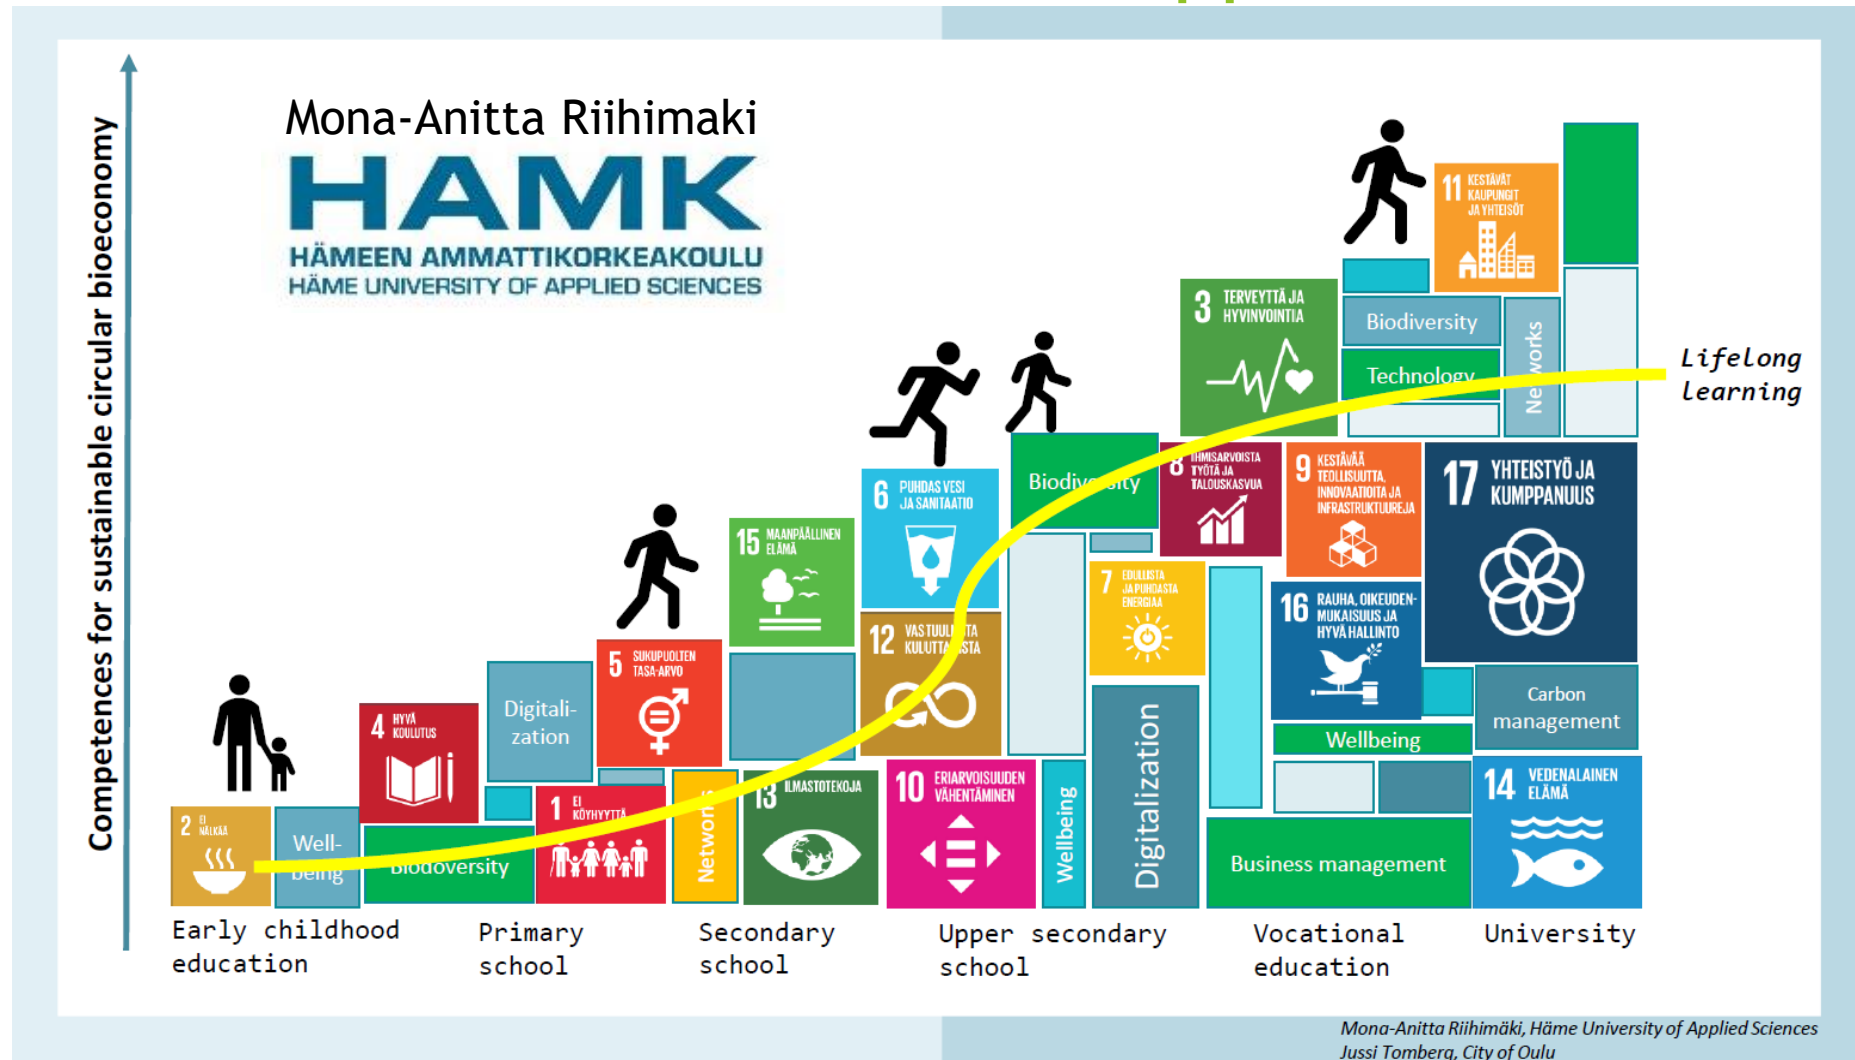 Mona-Anitta Riihimaki
HAMK
HÄMEEN AMMATTIKORKEAKOULU
HÄME UNIVERSITY OF APPLIED SCIENCES
Competences for sustainable circular bioeconomy
11 KESTÄVÄT
KAUPUNGIT
JA YHTEISÖT
3 TERVEYTTÄ JA
HYVINVOINTIA
Biodiversity
Networks
Technology
Lifelong
learning
6 PUHDAS VESI
JA SANITAATIO
Biodiversity
8 IHMISARVOISTA
TYÖTÄ JA
TALOUSKASVUA
9 KESTÄVÄÄ
TEOLLISUUTTA,
INNOVAATIOITA JA
INFRASTRUKTUUREJA
17 YHTEISTYÖ JA
KUMPPANUUS
15 MAANPÄÄLLINEN
ELÄMÄ
7 EDULLISTA
JA PUHDASTA
ENERGIAA
16 RAUHA, OIKEUDEN-
MUKAISUUS JA
HYVÄ HALLINTO
5 SUKUPUOLTEN
TASA-ARVO
12 VASTUULLISTA
KULUTTAMISTA
Digitali-
zation
4 HYVÄ
KOULUTUS
Carbon
management
Wellbeing
Digitalization
2 EI
NÄLKÄÄ
Well-
being
Biodoversity
1 EI
KÖYHYYTTÄ
Networks
13 ILMASTOTEKOJA
10 ERIARVOISUUDEN
VÄHENTÄMINEN
Wellbeing
Business management
14 VEDENALAINEN
ELÄMÄ
Early childhood
education
Primary
school
Secondary
school
Upper secondary
school
Vocational
education
University
Mona-Anitta Riihimäki, Häme University of Applied Sciences
Jussi Tomberg, City of Oulu